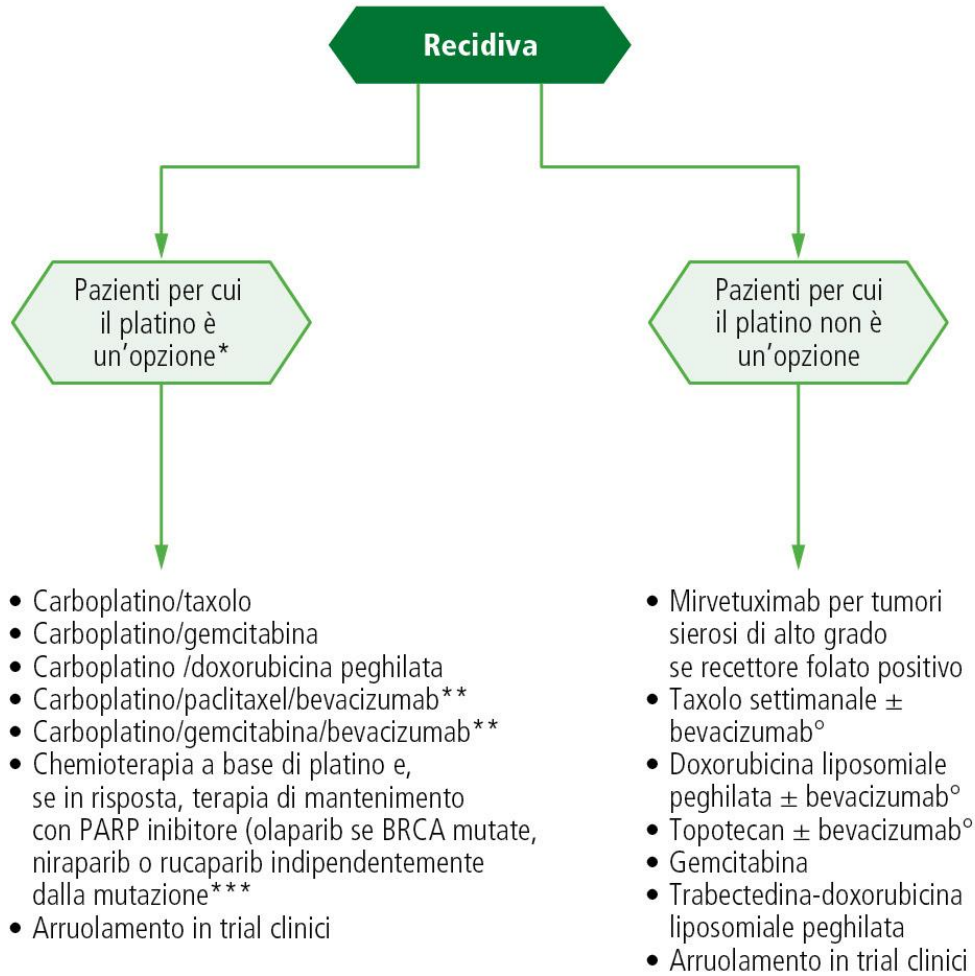 Recidiva
Pazienti per cui
il platino è
un'opzione*
Pazienti per cui
il platino non è
un'opzione
• Carboplatino/taxolo
• Carboplatino/gemcitabina
• Carboplatino /doxorubicina peghilata
• Carboplatino/paclitaxel/bevacizumab**
• Carboplatino/gemcitabina/bevacizumab**
• Chemioterapia a base di platino e,
se in risposta, terapia di mantenimento
con PARP inibitore (olaparib se BRCA mutate,
niraparib o rucaparib indipendentemente
dalla mutazione***
• Arruolamento in trial clinici
• Mirvetuximab per tumori
sierosi di alto grado
se recettore folato positivo
• Taxolo settimanale ±
bevacizumab°
• Doxorubicina liposomiale
peghilata ± bevacizumab°
• Topotecan ± bevacizumab°
• Gemcitabina
• Trabectedina-doxorubicina
liposomiale peghilata
• Arruolamento in trial clinici